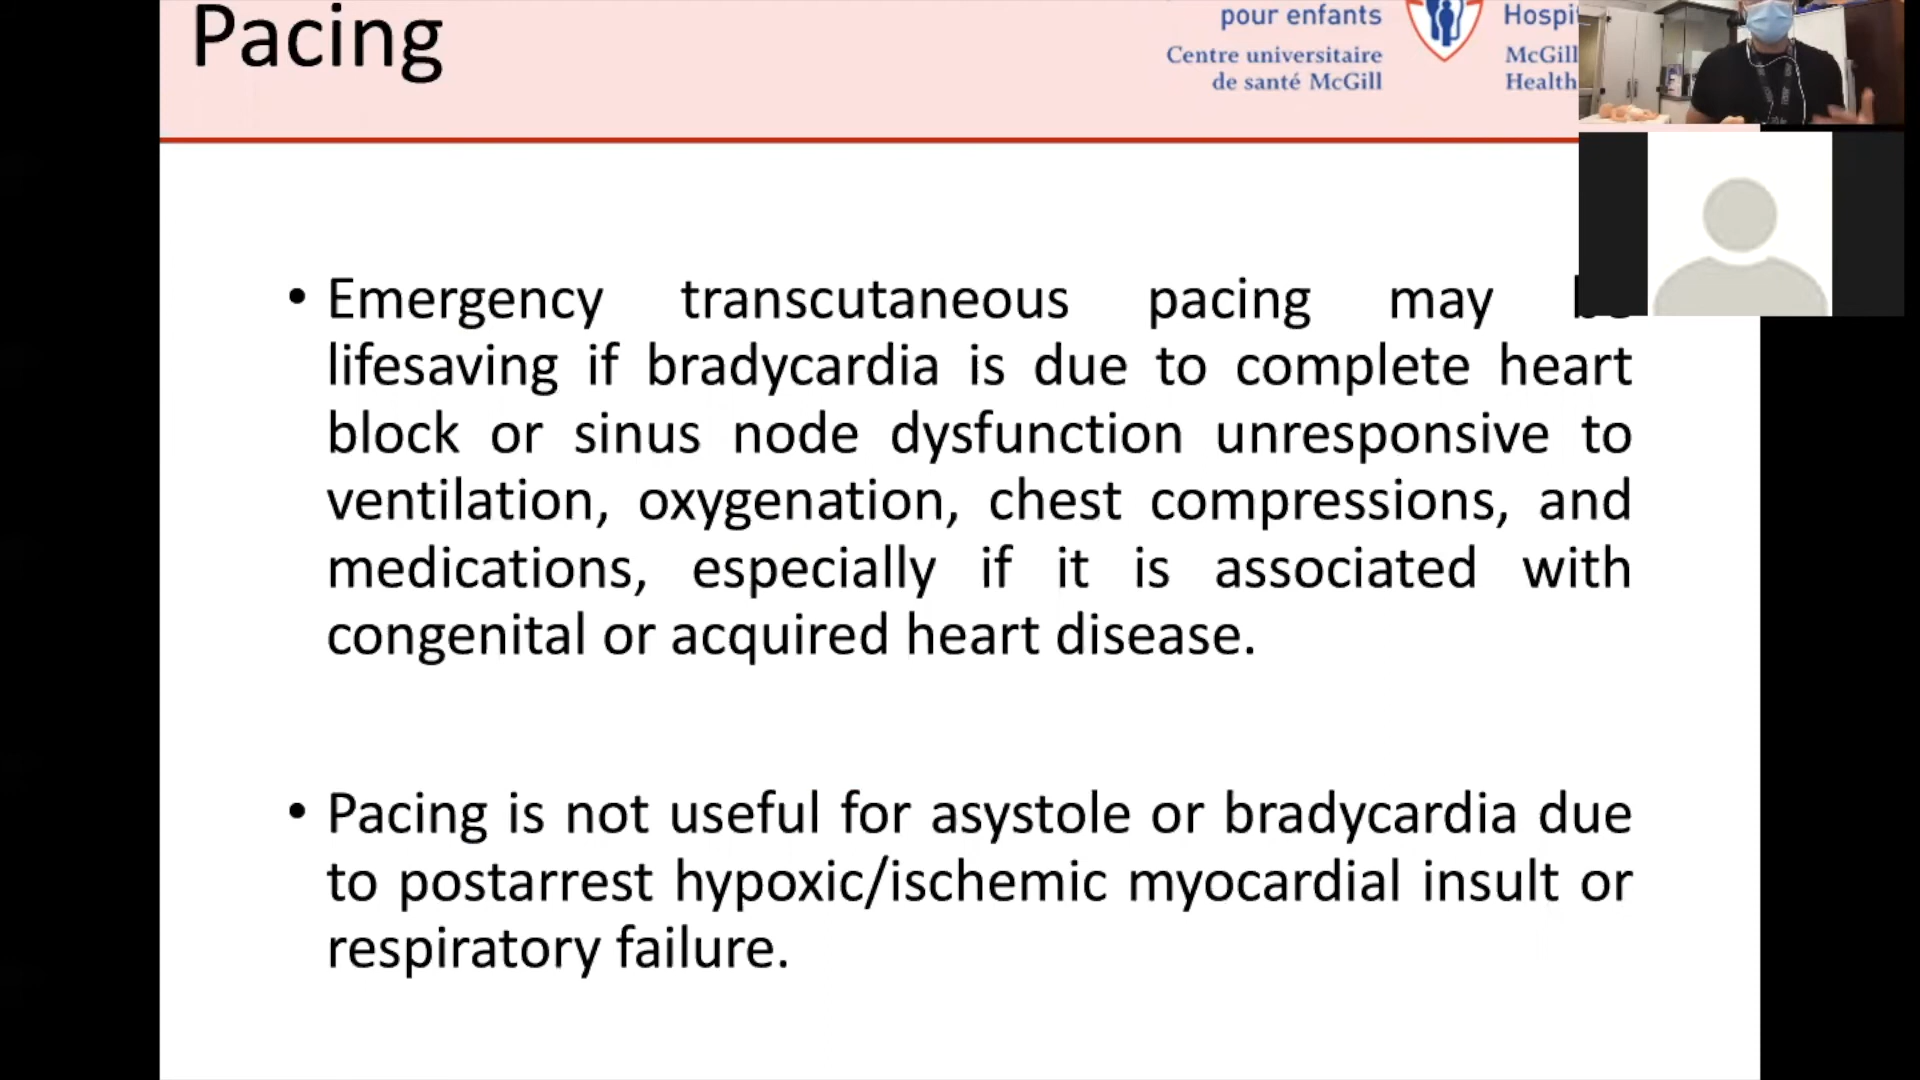 Pacing
pour enfants
Centre universitaire
de santé McGill
McGill
Health
• Emergency transcutaneous pacing may
lifesaving if bradycardia is due to complete heart
block or sinus node dysfunction unresponsive to
ventilation, oxygenation, chest compressions, and
medications, especially if it is associated with
congenital or acquired heart disease.
• Pacing is not useful for asystole or bradycardia due
to postarrest hypoxic/ischemic myocardial insult or
respiratory failure.